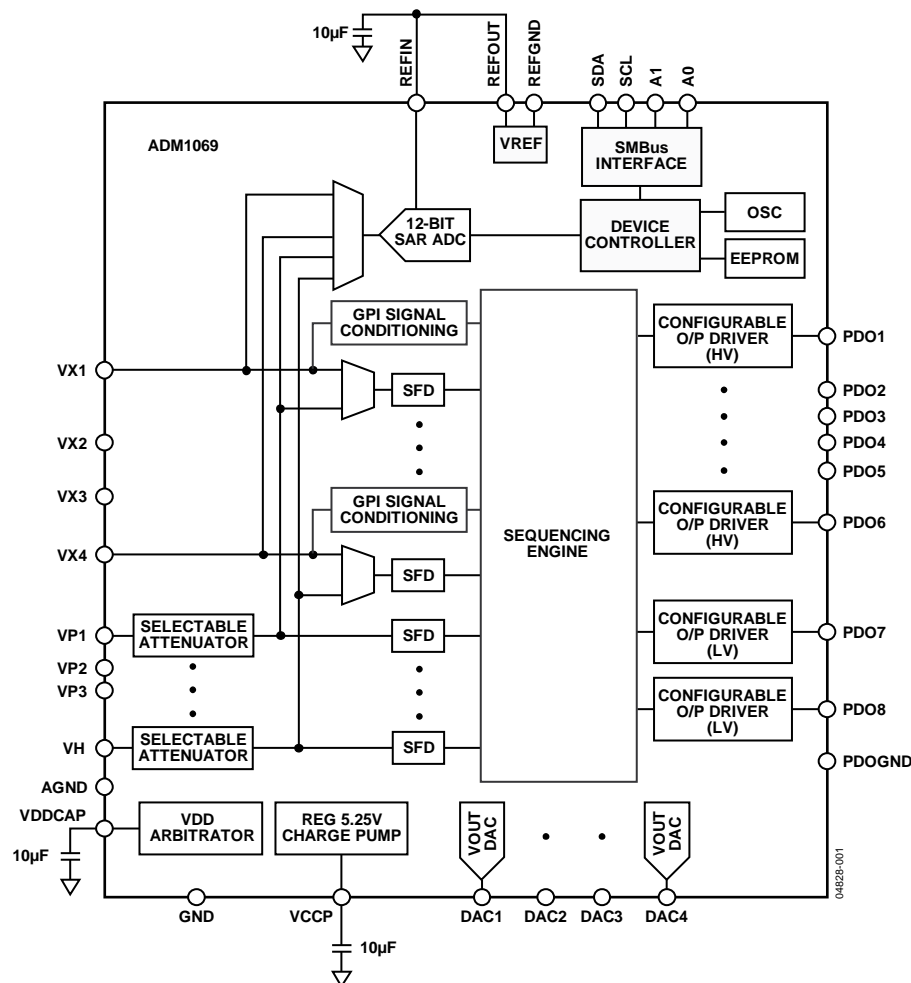 10µF
REFIN
REFOUT
REFGND
SDA
SCL
A1
A0
ADM1069
VREF
SMBus
INTERFACE
12-BIT
SAR ADC
DEVICE
CONTROLLER
OSC
EEPROM
GPI SIGNAL
CONDITIONING
CONFIGURABLE
O/P DRIVER
(HV)
PDO1
VX1
SFD
PDO2
PDO3
VX2
PDO4
PDO5
VX3
GPI SIGNAL
CONDITIONING
CONFIGURABLE
O/P DRIVER
(HV)
PDO6
SEQUENCING
ENGINE
VX4
SFD
VP1
SELECTABLE
ATTENUATOR
SFD
CONFIGURABLE
O/P DRIVER
(LV)
PDO7
VP2
VP3
CONFIGURABLE
O/P DRIVER
(LV)
PDO8
VH
SELECTABLE
ATTENUATOR
SFD
PDOGND
AGND
VDDCAP
VDD
ARBITRATOR
REG 5.25V
CHARGE PUMP
VOUT
DAC
VOUT
DAC
10µF
04828-001
GND
VCCP
DAC1
DAC2
DAC3
DAC4
10µF